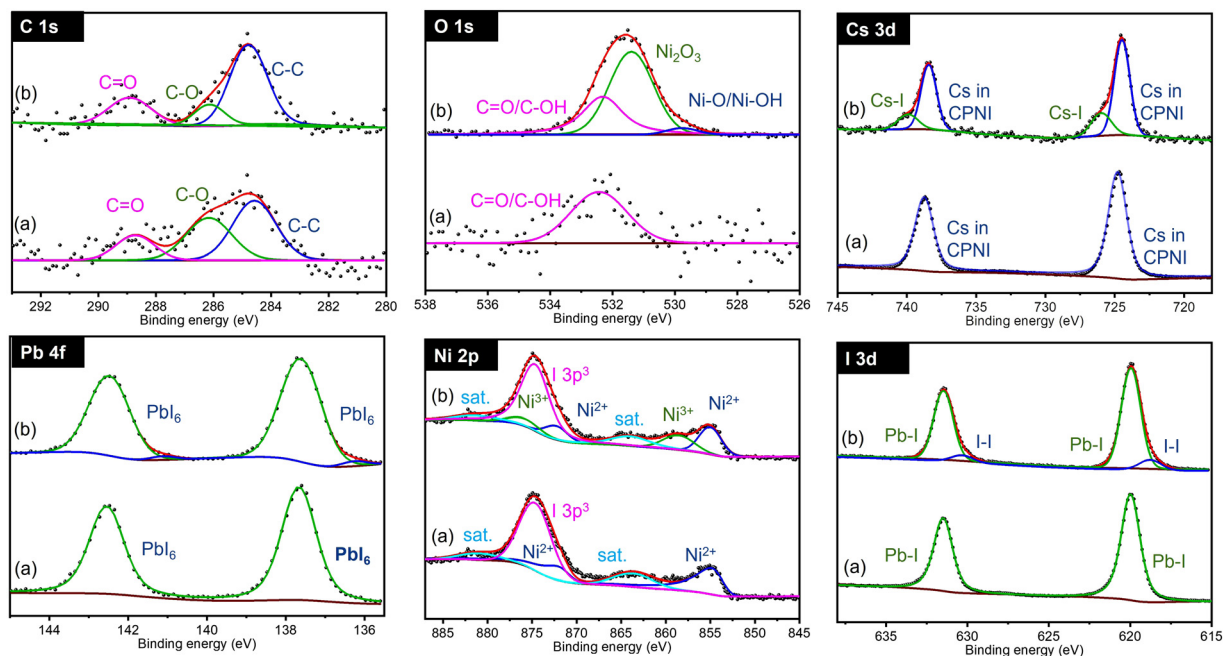 C 1s
C=O
C-O
C-C
(b)
C=O
C-O
C-C
(a)
292 290 288 286 284 282 280
Binding energy (eV)
O 1s
Ni₂O₃
(b)
C=O/C-OH
Ni-O/Ni-OH
C=O/C-OH
(a)
538 536 534 532 530 528 526
Binding energy (eV)
Cs 3d
(b)
Cs-I
Cs in
CPNI
Cs-I
Cs in
CPNI
(a)
Cs in
CPNI
Cs in
CPNI
745 740 735 730 725 720
Binding energy (eV)
Pb 4f
PbI₆
PbI₆
(b)
PbI₆
PbI₆
(a)
144 142 140 138 136
Binding energy (eV)
Ni 2p
I 3p³
sat.
Ni³⁺
Ni²⁺
sat.
Ni³⁺
Ni²⁺
(b)
I 3p³
sat.
Ni²⁺
sat.
Ni²⁺
(a)
885 880 875 870 865 860 855 850 845
Binding energy (eV)
I 3d
(b)
Pb-I
I-I
Pb-I
I-I
(a)
Pb-I
Pb-I
635 630 625 620 615
Binding energy (eV)